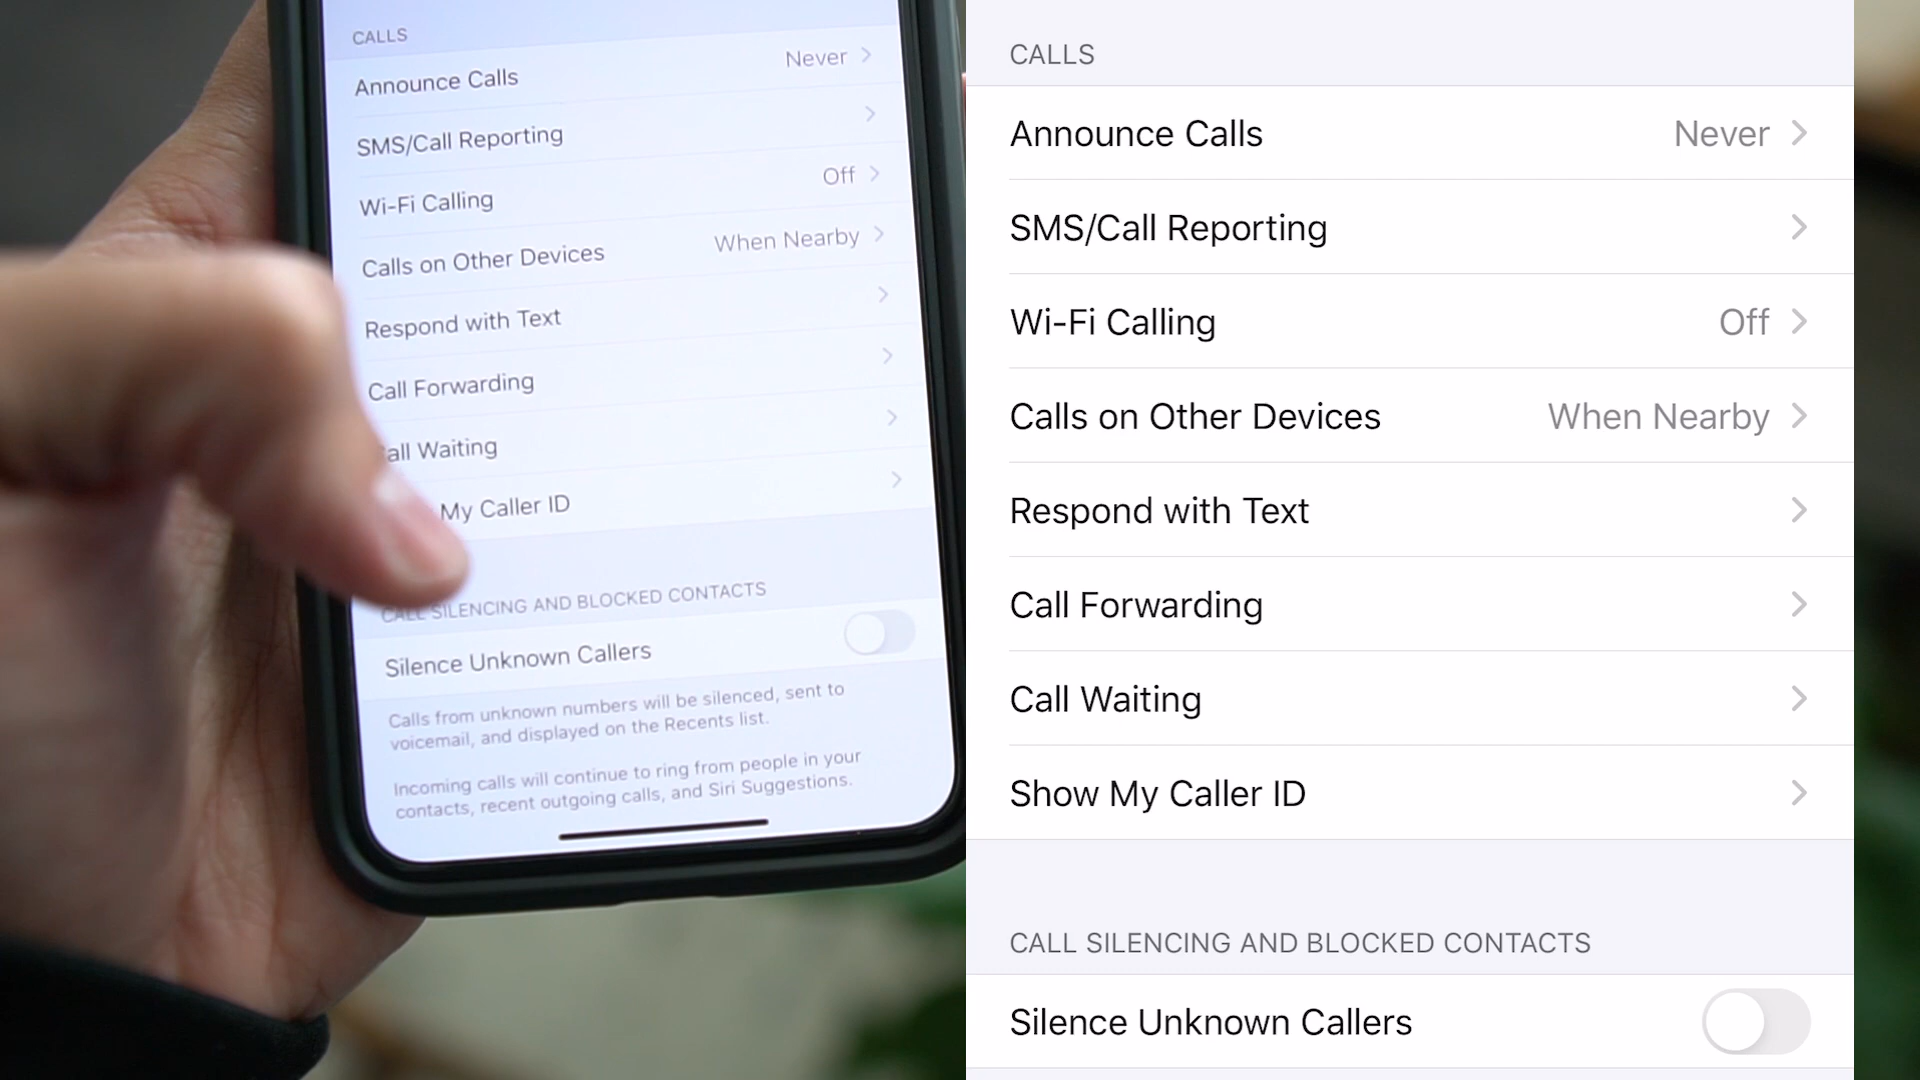 CALLS
Announce Calls Never
SMS/Call Reporting
Wi-Fi Calling Off
Calls on Other Devices When Nearby
Respond with Text
Call Forwarding
all Waiting
My Caller ID
CALL SILENCING AND BLOCKED CONTACTS
Silence Unknown Callers
Calls from unknown numbers will be silenced, sent to
voicemail, and displayed on the Recents list.
Incoming calls will continue to ring from people in your
contacts, recent outgoing calls, and Siri Suggestions.
CALLS
Announce Calls Never
SMS/Call Reporting
Wi-Fi Calling Off
Calls on Other Devices When Nearby
Respond with Text
Call Forwarding
Call Waiting
Show My Caller ID
CALL SILENCING AND BLOCKED CONTACTS
Silence Unknown Callers